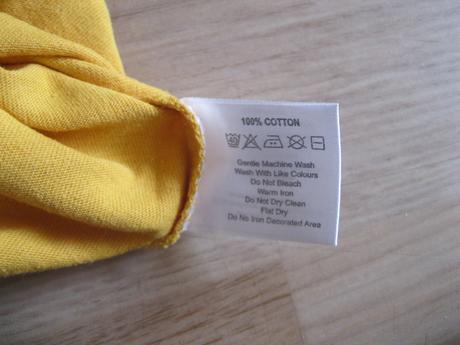 100% COTTON
40
Gentle Machine Wash
Wash With Like Colours
Do Not Bleach
Warm Iron
Do Not Dry Clean
Flat Dry
Do No Iron Decorated Area